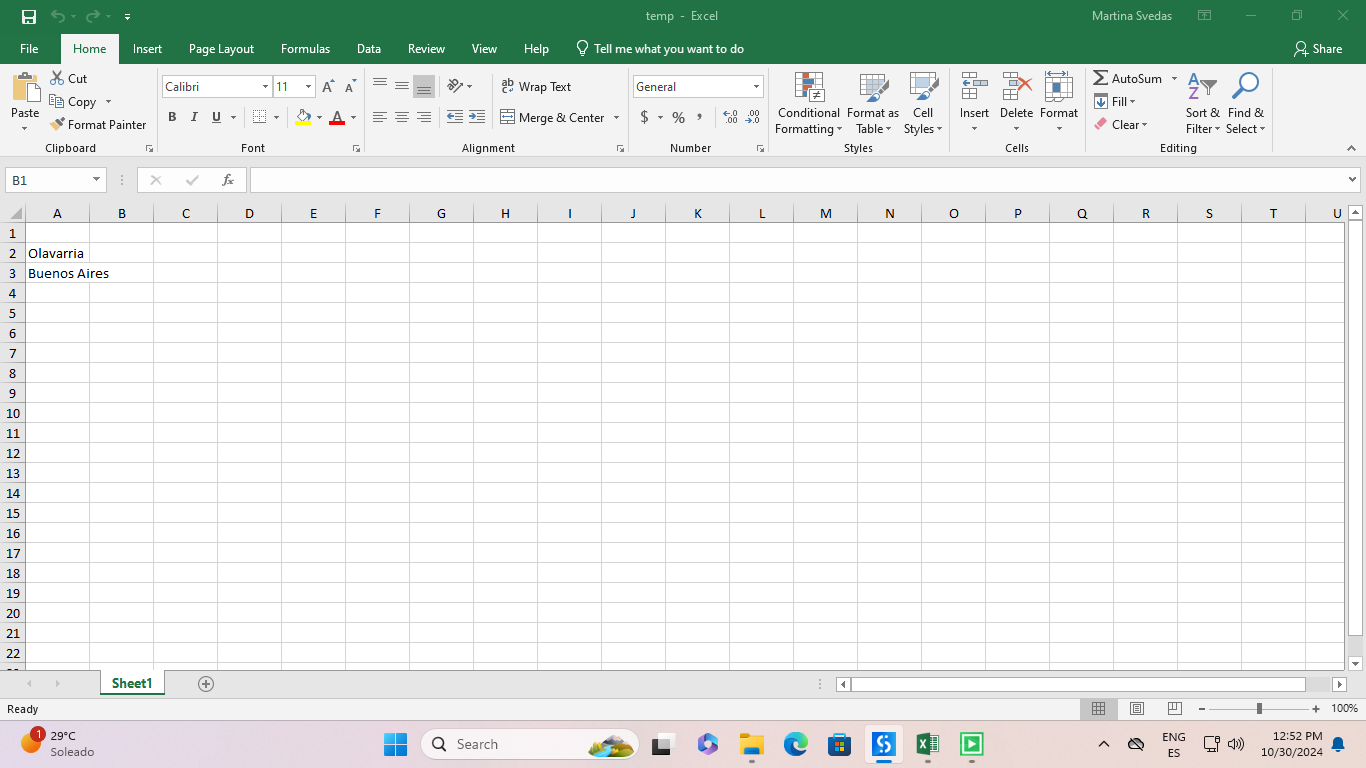 temp - Excel
Martina Svedas
File Home Insert Page Layout Formulas Data Review View Help Tell me what you want to do Share
Paste
Cut
Copy
Format Painter
Clipboard
Calibri 11 A A
B I U A
Font
ab Wrap Text
Merge & Center
Alignment
General
$ % ,
Number
Conditional Formatting
Format as Table
Cell Styles
Styles
Insert
Delete
Format
Cells
AutoSum
Fill
Clear
Sort & Filter
Find & Select
Editing
B1 fx
A B C D E F G H I J K L M N O P Q R S T U
1
2 Olavarria
3 Buenos Aires
4
5
6
7
8
9
10
11
12
13
14
15
16
17
18
19
20
21
22
Sheet1
Ready 100%
1 29°C
Soleado
Search
ENG
ES
12:52 PM
10/30/2024